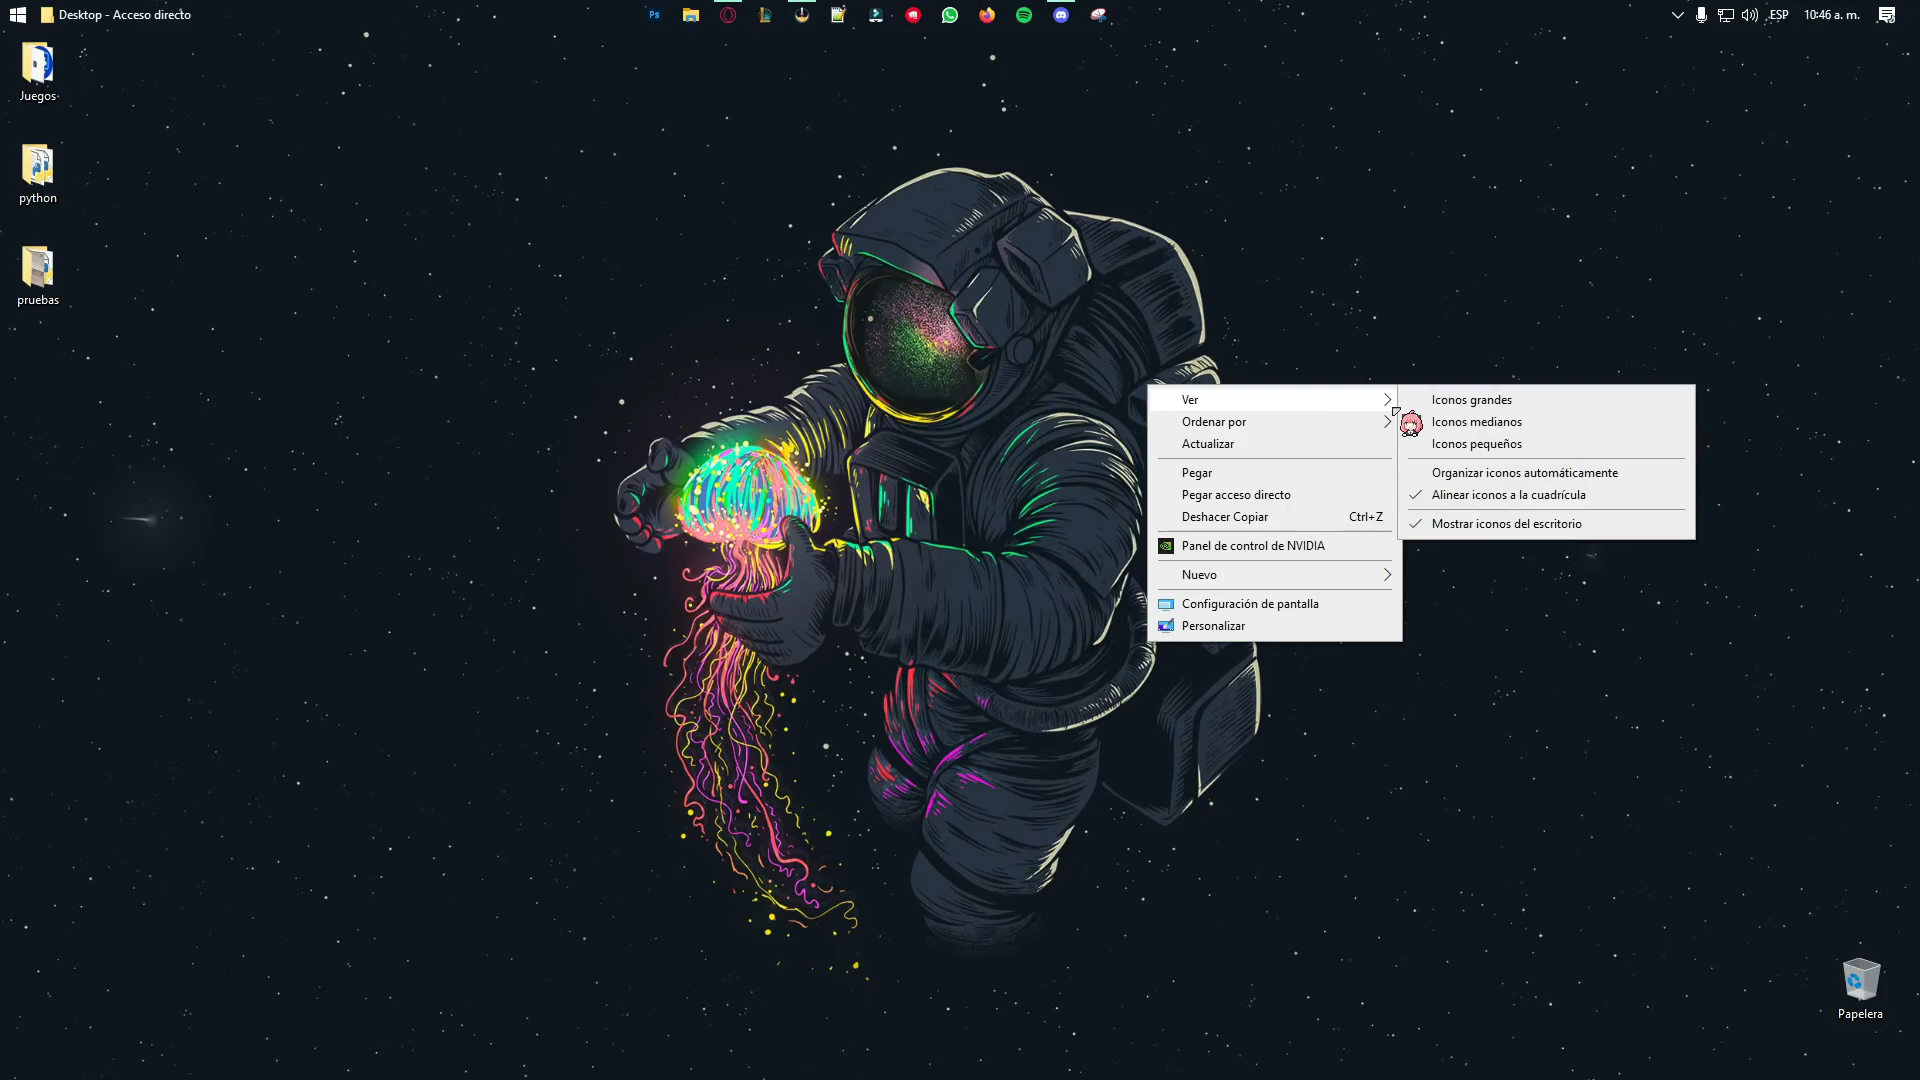 Desktop - Acceso directo
Ps
ESP
10:46 a. m.
Juegos
python
pruebas
Ver
Ordenar por
Actualizar
Pegar
Pegar acceso directo
Deshacer Copiar Ctrl+Z
Panel de control de NVIDIA
Nuevo
Configuración de pantalla
Personalizar
Iconos grandes
Iconos medianos
Iconos pequeños
Organizar iconos automáticamente
Alinear iconos a la cuadrícula
Mostrar iconos del escritorio
Papelera